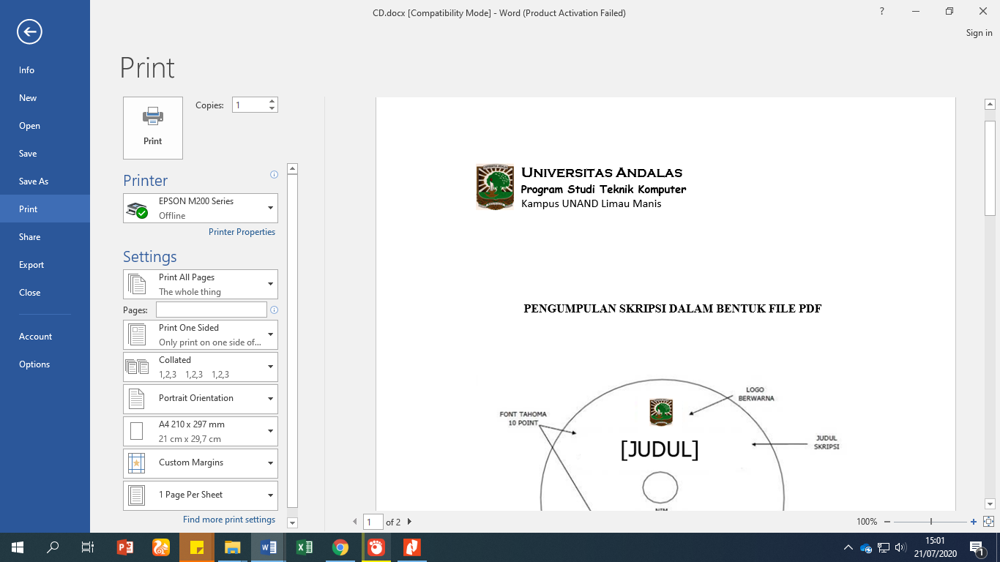 CD.docx [Compatibility Mode] - Word (Product Activation Failed)
?
Sign in
Info
New
Open
Save
Save As
Print
Share
Export
Close
Account
Options
Print
Print
Copies: 1
Printer
EPSON M200 Series
Offline
Printer Properties
Settings
Print All Pages
The whole thing
Pages:
Print One Sided
Only print on one side of...
Collated
1,2,3 1,2,3 1,2,3
Portrait Orientation
A4 210 x 297 mm
21 cm x 29,7 cm
Custom Margins
1 Page Per Sheet
Find more print settings
UNIVERSITAS ANDALAS
Program Studi Teknik Komputer
Kampus UNAND Limau Manis
PENGUMPULAN SKRIPSI DALAM BENTUK FILE PDF
LOGO
BERWARNA
FONT TAHOMA
10 POINT
[JUDUL]
JUDUL
SKRIPSI
1 of 2
100%
15:01
21/07/2020
1